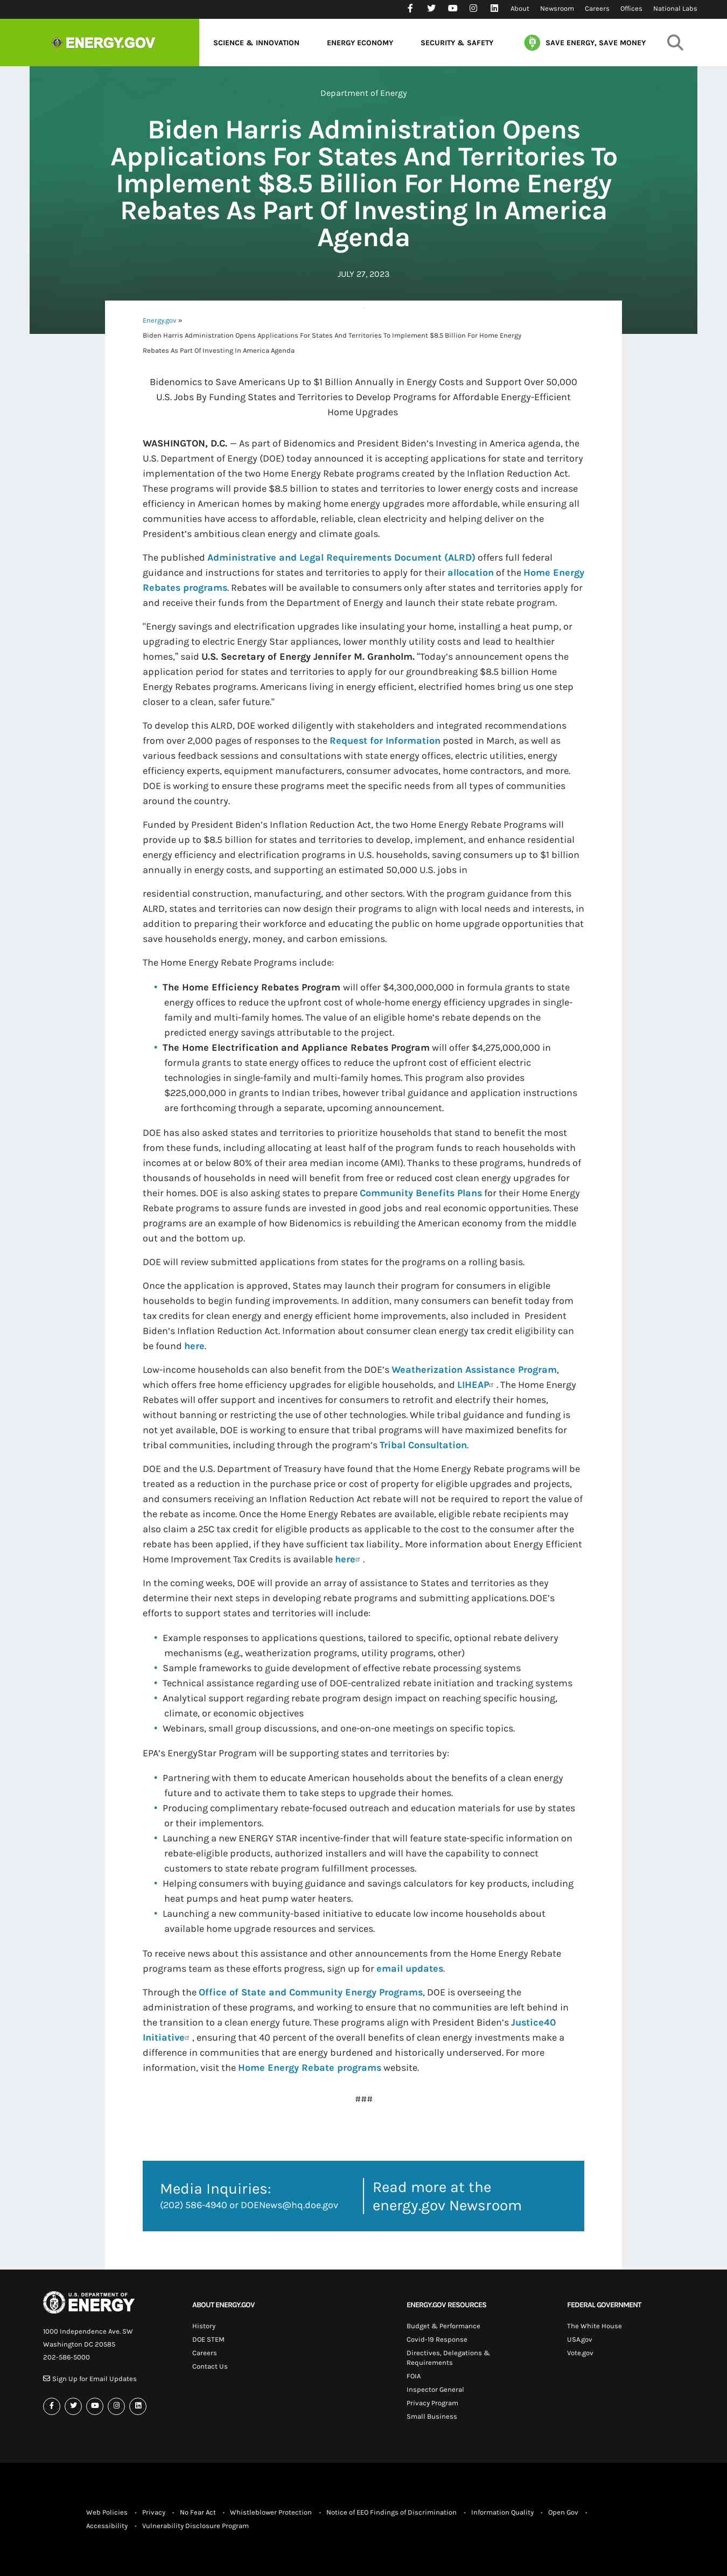 About Newsroom Careers Offices National Labs
ENERGY.GOV SCIENCE & INNOVATION ENERGY ECONOMY SECURITY & SAFETY SAVE ENERGY, SAVE MONEY
Department of Energy
Biden Harris Administration Opens
Applications For States And Territories To
Implement $8.5 Billion For Home Energy
Rebates As Part Of Investing In America
Agenda
JULY 27, 2023
Energy.gov »
Biden Harris Administration Opens Applications For States And Territories To Implement $8.5 Billion For Home Energy
Rebates As Part Of Investing In America Agenda
Bidenomics to Save Americans Up to $1 Billion Annually in Energy Costs and Support Over 50,000
U.S. Jobs By Funding States and Territories to Develop Programs for Affordable Energy-Efficient
Home Upgrades
WASHINGTON, D.C. — As part of Bidenomics and President Biden's Investing in America agenda, the
U.S. Department of Energy (DOE) today announced it is accepting applications for state and territory
implementation of the two Home Energy Rebate programs created by the Inflation Reduction Act.
These programs will provide $8.5 billion to states and territories to lower energy costs and increase
efficiency in American homes by making home energy upgrades more affordable, while ensuring all
communities have access to affordable, reliable, clean electricity and helping deliver on the
President's ambitious clean energy and climate goals.
The published Administrative and Legal Requirements Document (ALRD) offers full federal
guidance and instructions for states and territories to apply for their allocation of the Home Energy
Rebates programs. Rebates will be available to consumers only after states and territories apply for
and receive their funds from the Department of Energy and launch their state rebate program.
"Energy savings and electrification upgrades like insulating your home, installing a heat pump, or
upgrading to electric Energy Star appliances, lower monthly utility costs and lead to healthier
homes," said U.S. Secretary of Energy Jennifer M. Granholm. "Today's announcement opens the
application period for states and territories to apply for our groundbreaking $8.5 billion Home
Energy Rebates programs. Americans living in energy efficient, electrified homes bring us one step
closer to a clean, safer future."
To develop this ALRD, DOE worked diligently with stakeholders and integrated recommendations
from over 2,000 pages of responses to the Request for Information posted in March, as well as
various feedback sessions and consultations with state energy offices, electric utilities, energy
efficiency experts, equipment manufacturers, consumer advocates, home contractors, and more.
DOE is working to ensure these programs meet the specific needs from all types of communities
around the country.
Funded by President Biden's Inflation Reduction Act, the two Home Energy Rebate Programs will
provide up to $8.5 billion for states and territories to develop, implement, and enhance residential
energy efficiency and electrification programs in U.S. households, saving consumers up to $1 billion
annually in energy costs, and supporting an estimated 50,000 U.S. jobs in
residential construction, manufacturing, and other sectors. With the program guidance from this
ALRD, states and territories can now design their programs to align with local needs and interests, in
addition to preparing their workforce and educating the public on home upgrade opportunities that
save households energy, money, and carbon emissions.
The Home Energy Rebate Programs include:
• The Home Efficiency Rebates Program will offer $4,300,000,000 in formula grants to state
energy offices to reduce the upfront cost of whole-home energy efficiency upgrades in single-
family and multi-family homes. The value of an eligible home's rebate depends on the
predicted energy savings attributable to the project.
• The Home Electrification and Appliance Rebates Program will offer $4,275,000,000 in
formula grants to state energy offices to reduce the upfront cost of efficient electric
technologies in single-family and multi-family homes. This program also provides
$225,000,000 in grants to Indian tribes, however tribal guidance and application instructions
are forthcoming through a separate, upcoming announcement.
DOE has also asked states and territories to prioritize households that stand to benefit the most
from these funds, including allocating at least half of the program funds to reach households with
incomes at or below 80% of their area median income (AMI). Thanks to these programs, hundreds of
thousands of households in need will benefit from free or reduced cost clean energy upgrades for
their homes. DOE is also asking states to prepare Community Benefits Plans for their Home Energy
Rebate programs to assure funds are invested in good jobs and real economic opportunities. These
programs are an example of how Bidenomics is rebuilding the American economy from the middle
out and the bottom up.
DOE will review submitted applications from states for the programs on a rolling basis.
Once the application is approved, States may launch their program for consumers in eligible
households to begin funding improvements. In addition, many consumers can benefit today from
tax credits for clean energy and energy efficient home improvements, also included in President
Biden's Inflation Reduction Act. Information about consumer clean energy tax credit eligibility can
be found here.
Low-income households can also benefit from the DOE's Weatherization Assistance Program,
which offers free home efficiency upgrades for eligible households, and LIHEAP . The Home Energy
Rebates will offer support and incentives for consumers to retrofit and electrify their homes,
without banning or restricting the use of other technologies. While tribal guidance and funding is
not yet available, DOE is working to ensure that tribal programs will have maximized benefits for
tribal communities, including through the program's Tribal Consultation.
DOE and the U.S. Department of Treasury have found that the Home Energy Rebate programs will be
treated as a reduction in the purchase price or cost of property for eligible upgrades and projects,
and consumers receiving an Inflation Reduction Act rebate will not be required to report the value of
the rebate as income. Once the Home Energy Rebates are available, eligible rebate recipients may
also claim a 25C tax credit for eligible products as applicable to the cost to the consumer after the
rebate has been applied, if they have sufficient tax liability.. More information about Energy Efficient
Home Improvement Tax Credits is available here .
In the coming weeks, DOE will provide an array of assistance to States and territories as they
determine their next steps in developing rebate programs and submitting applications. DOE's
efforts to support states and territories will include:
• Example responses to applications questions, tailored to specific, optional rebate delivery
mechanisms (e.g., weatherization programs, utility programs, other)
• Sample frameworks to guide development of effective rebate processing systems
• Technical assistance regarding use of DOE-centralized rebate initiation and tracking systems
• Analytical support regarding rebate program design impact on reaching specific housing,
climate, or economic objectives
• Webinars, small group discussions, and one-on-one meetings on specific topics.
EPA's EnergyStar Program will be supporting states and territories by:
• Partnering with them to educate American households about the benefits of a clean energy
future and to activate them to take steps to upgrade their homes.
• Producing complimentary rebate-focused outreach and education materials for use by states
or their implementors.
• Launching a new ENERGY STAR incentive-finder that will feature state-specific information on
rebate-eligible products, authorized installers and will have the capability to connect
customers to state rebate program fulfillment processes.
• Helping consumers with buying guidance and savings calculators for key products, including
heat pumps and heat pump water heaters.
• Launching a new community-based initiative to educate low income households about
available home upgrade resources and services.
To receive news about this assistance and other announcements from the Home Energy Rebate
programs team as these efforts progress, sign up for email updates.
Through the Office of State and Community Energy Programs, DOE is overseeing the
administration of these programs, and working to ensure that no communities are left behind in
the transition to a clean energy future. These programs align with President Biden's Justice40
Initiative , ensuring that 40 percent of the overall benefits of clean energy investments make a
difference in communities that are energy burdened and historically underserved. For more
information, visit the Home Energy Rebate programs website.
###
Media Inquiries:
(202) 586-4940 or DOENews@hq.doe.gov
Read more at the
energy.gov Newsroom
U.S. DEPARTMENT OF
ENERGY
1000 Independence Ave. SW
Washington DC 20585
202-586-5000
Sign Up for Email Updates
ABOUT ENERGY.GOV
History
DOE STEM
Careers
Contact Us
ENERGY.GOV RESOURCES
Budget & Performance
Covid-19 Response
Directives, Delegations &
Requirements
FOIA
Inspector General
Privacy Program
Small Business
FEDERAL GOVERNMENT
The White House
USA.gov
Vote.gov
Web Policies • Privacy • No Fear Act • Whistleblower Protection • Notice of EEO Findings of Discrimination • Information Quality • Open Gov •
Accessibility • Vulnerability Disclosure Program